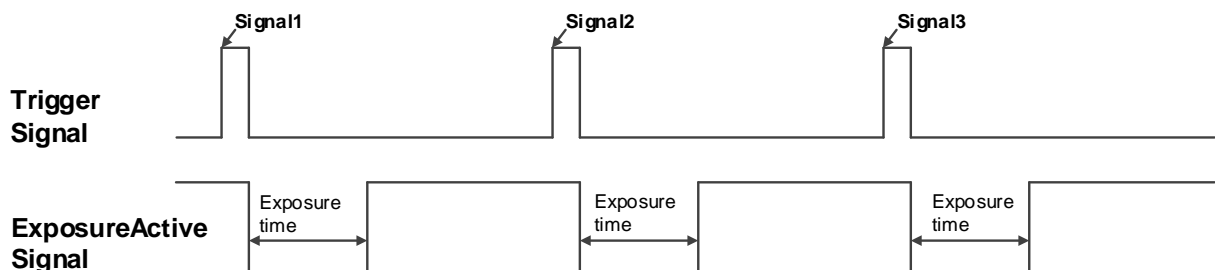 Signal1
Signal2
Signal3
Trigger
Signal
Exposure
time
Exposure
time
Exposure
time
ExposureActive
Signal